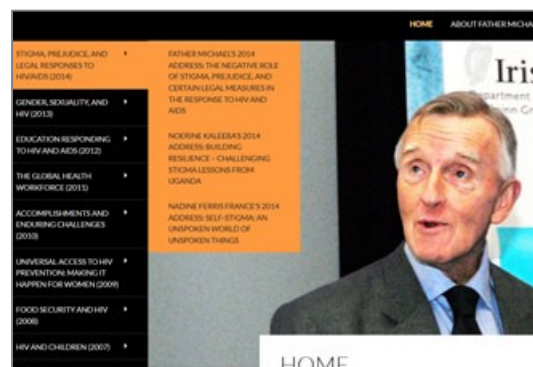 HOME
ABOUT FATHER MICHA
STIGMA, PREJUDICE, AND
LEGAL RESPONSES TO
HIV/AIDS (2014)
GENDER, SEXUALITY, AND
HIV (2013)
EDUCATION RESPONDING
TO HIV AND AIDS (2012)
THE GLOBAL HEALTH
WORKFORCE (2011)
ACCOMPLISHMENTS AND
ENDURING CHALLENGES
(2010)
UNIVERSAL ACCESS TO HIV
PREVENTION: MAKING IT
HAPPEN FOR WOMEN (2009)
FOOD SECURITY AND HIV
(2008)
HIV AND CHILDREN (2007)
FATHER MICHAEL'S 2014
ADDRESS: THE NEGATIVE ROLE
OF STIGMA, PREJUDICE, AND
CERTAIN LEGAL MEASURES IN
THE RESPONSE TO HIV AND
AIDS
NOERINE KALEEBA'S 2014
ADDRESS: BUILDING
RESILIENCE – CHALLENGING
STIGMA LESSONS FROM
UGANDA
NADINE FERRIS FRANCE'S 2014
ADDRESS: SELF-STIGMA: AN
UNSPOKEN WORLD OF
UNSPOKEN THINGS
Iris
Department
inn Gr
HOME